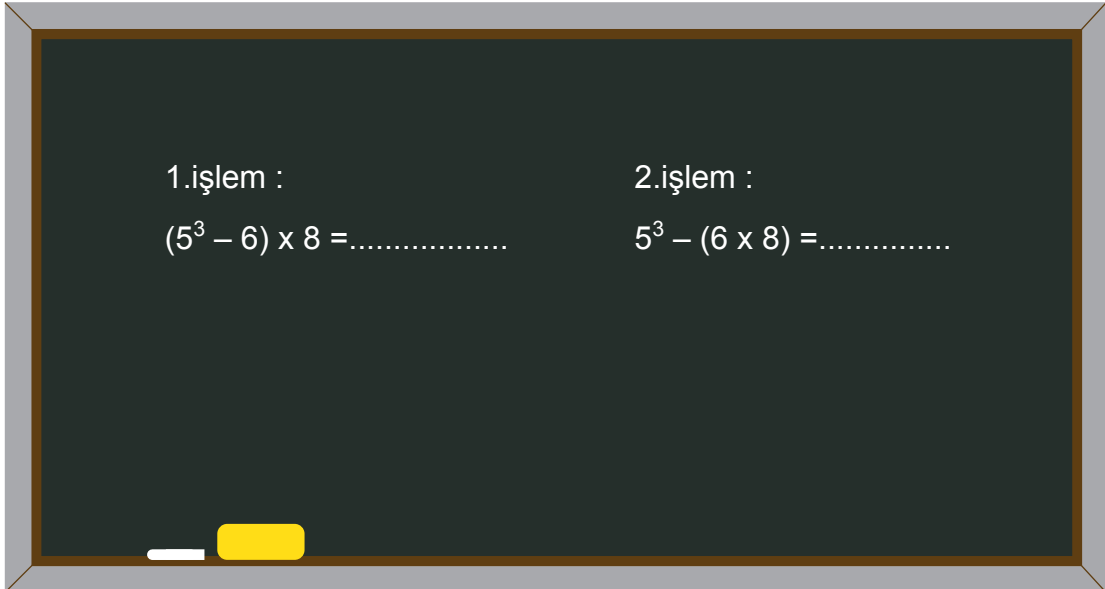 1.işlem :
(5³ – 6) x 8 =..................
2.işlem :
5³ – (6 x 8) =...............